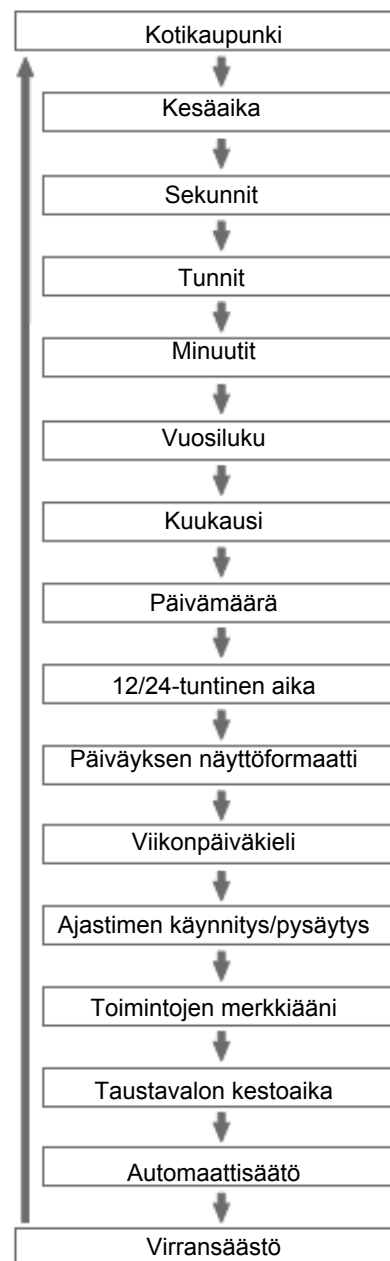 Kotikaupunki
Kesäaika
Sekunnit
Tunnit
Minuutit
Vuosiluku
Kuukausi
Päivämäärä
12/24-tuntinen aika
Päiväyksen näyttöformaatti
Viikonpäiväkieli
Ajastimen käynnitys/pysäytys
Toimintojen merkkiääni
Taustavalon kestoaika
Automaattisäätö
Virransäästö